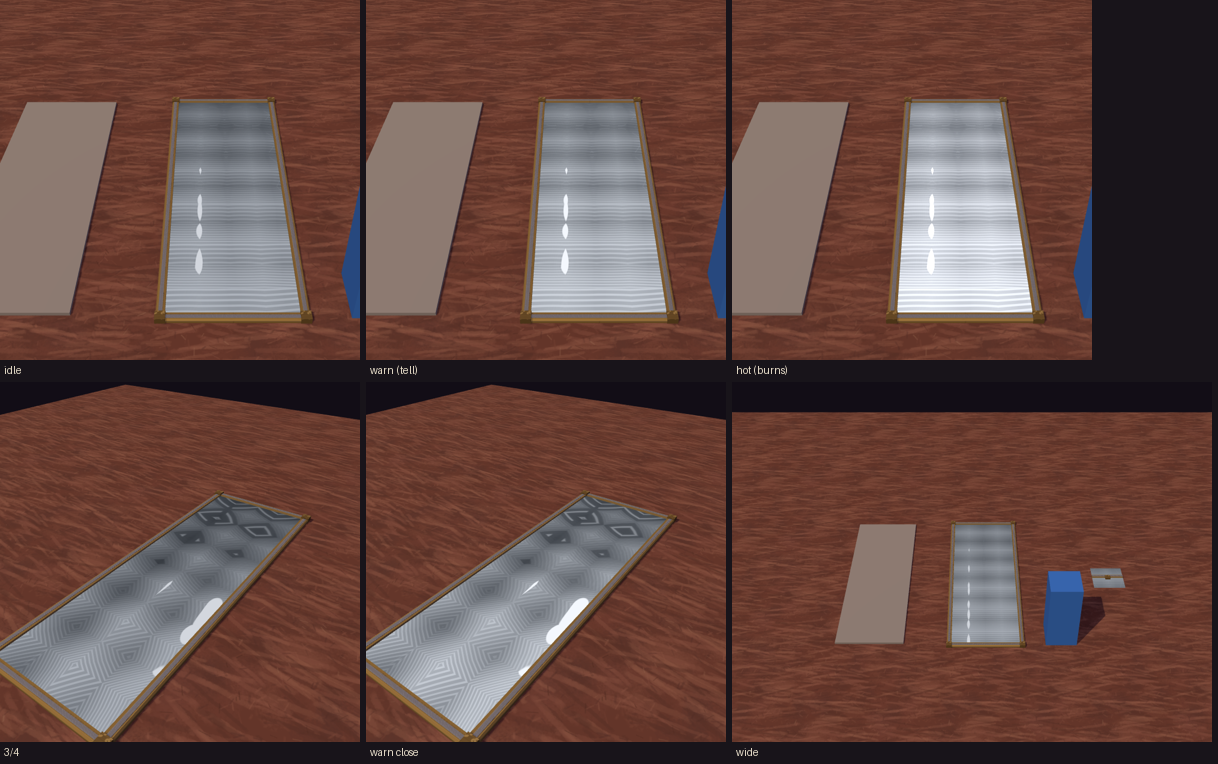 idle
warn (tell)
hot (burns)
3/4
warn close
wide